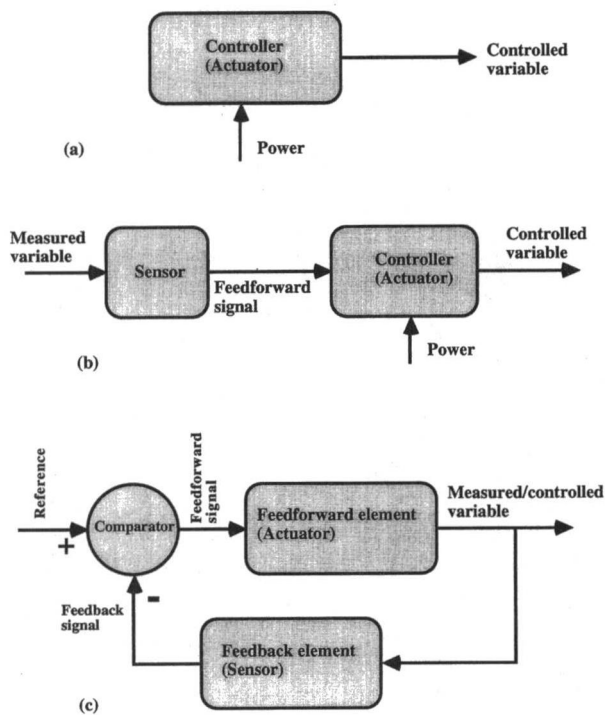 Controller
(Actuator)
Controlled
variable
Power
(a)
Measured
variable
Sensor
Feedforward
signal
Controller
(Actuator)
Controlled
variable
Power
(b)
Reference
+
Comparator
Feedforward
signal
Feedforward element
(Actuator)
Measured/controlled
variable
-
Feedback
signal
Feedback element
(Sensor)
(c)